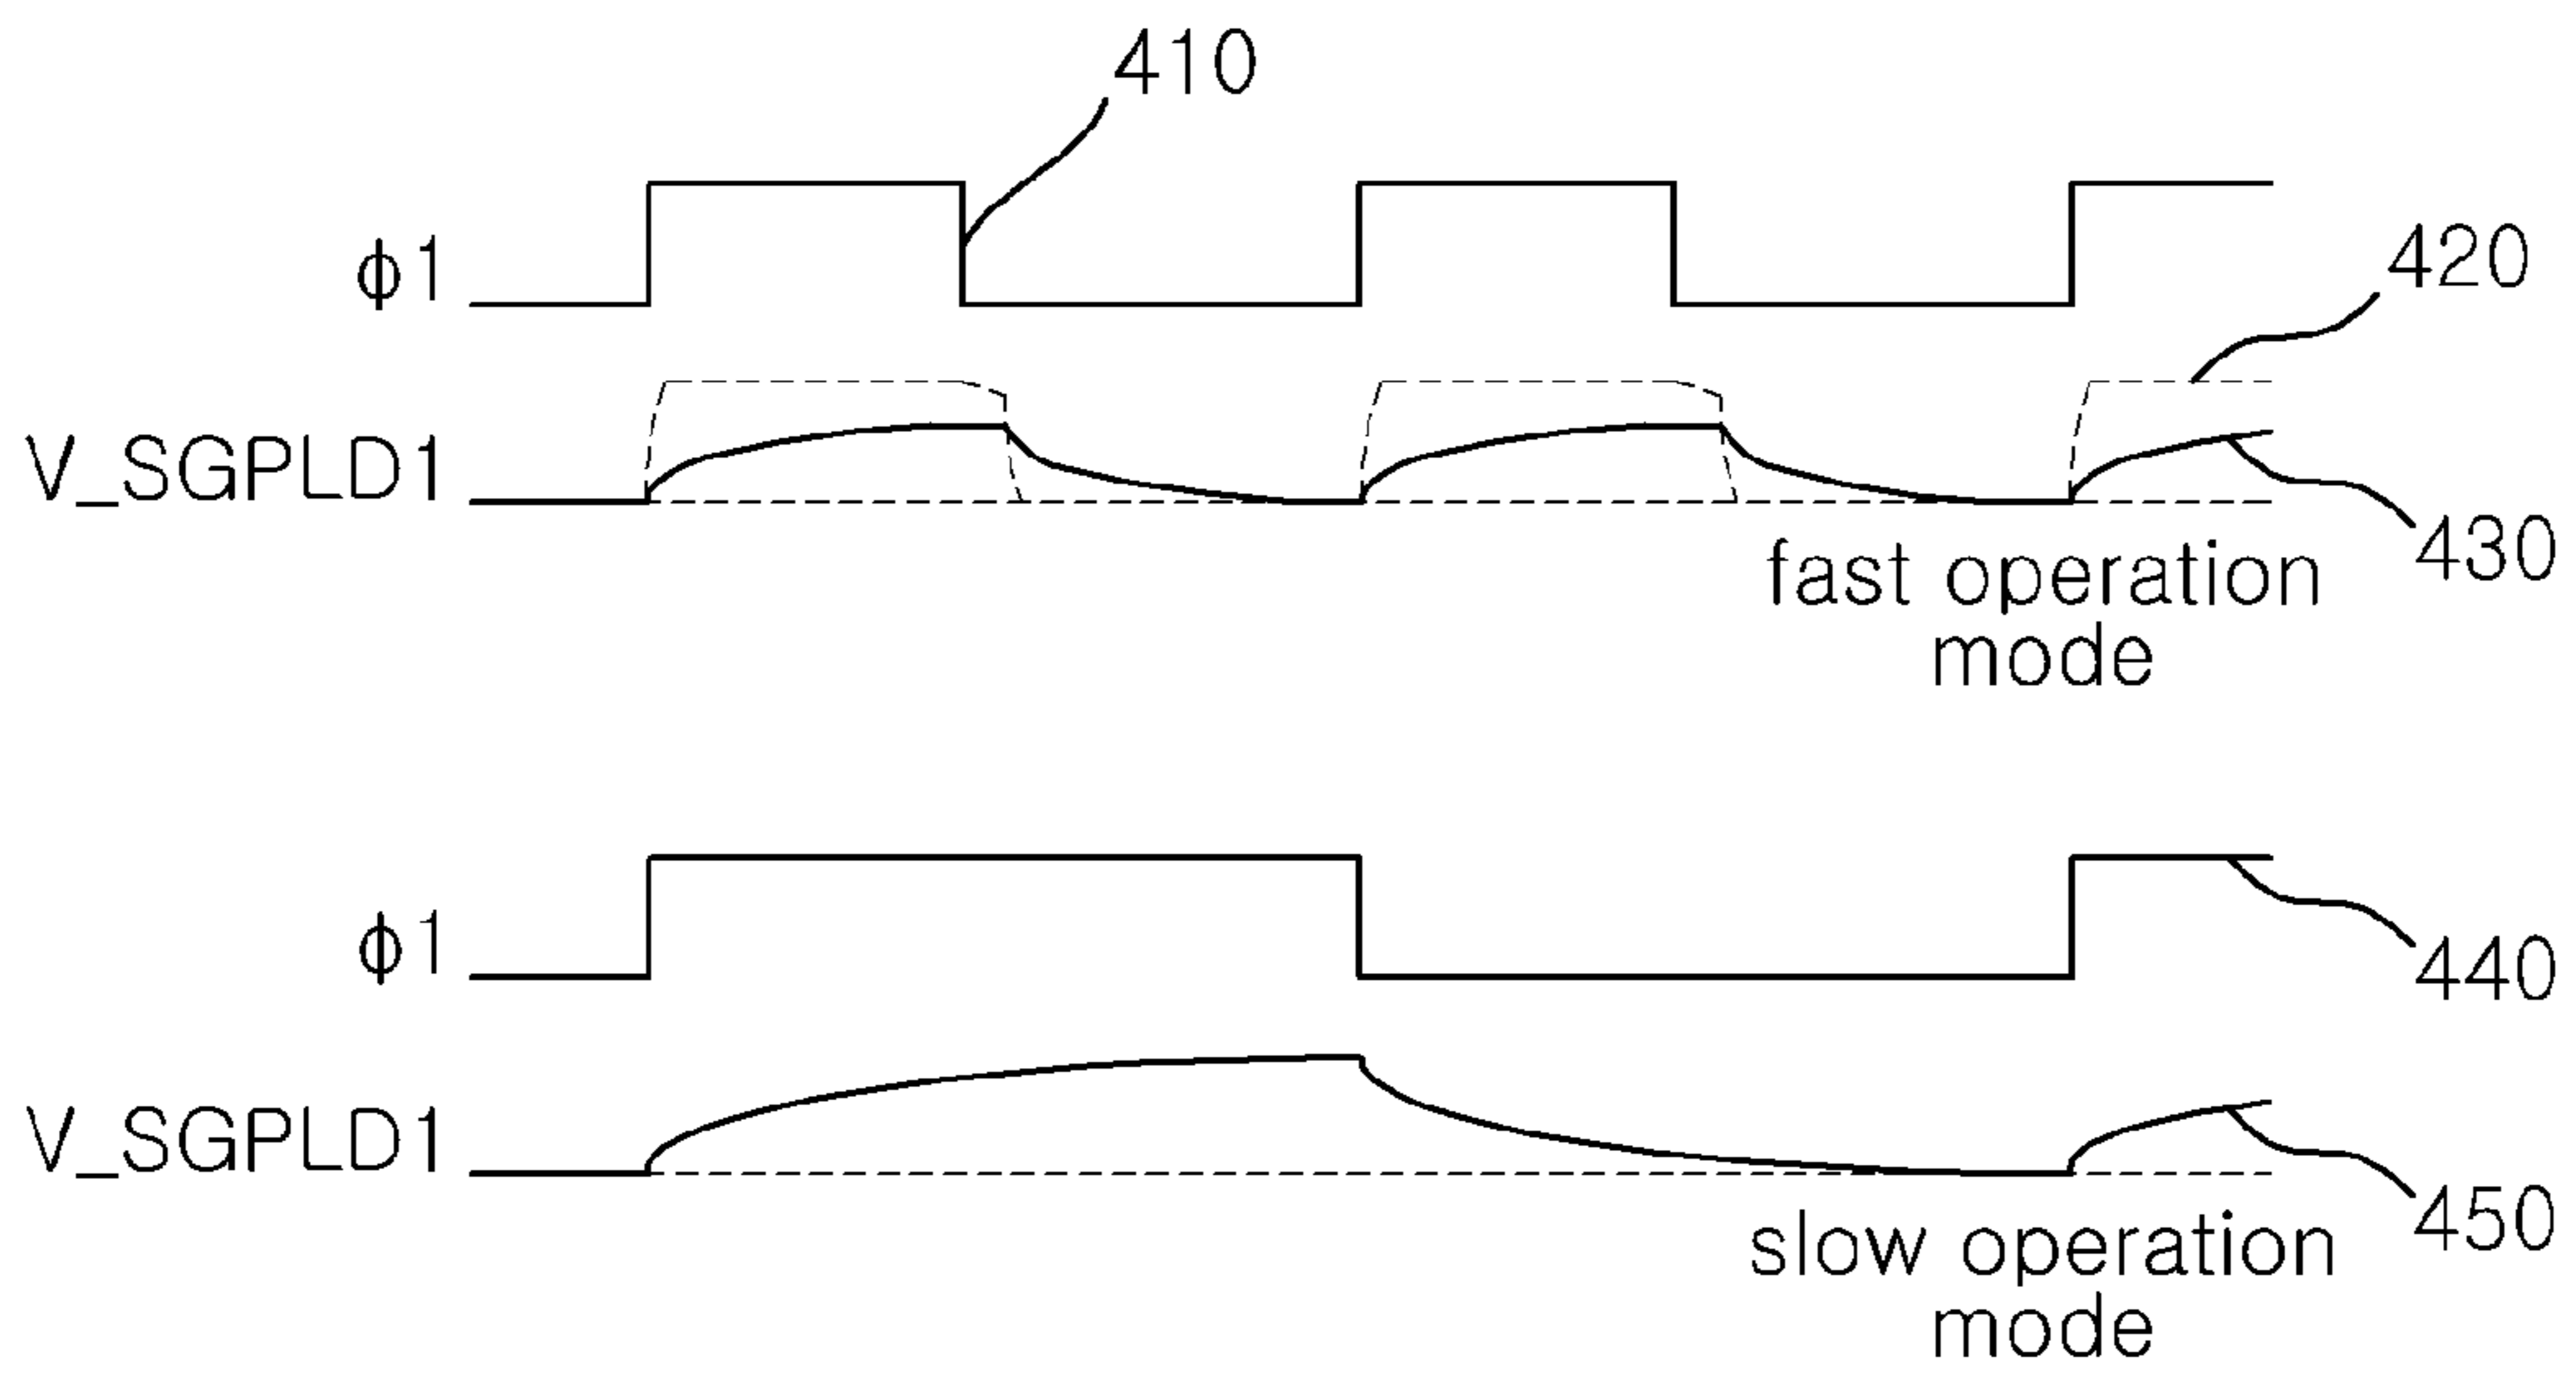 410
ϕ1
420
V_SGPLD1
430
fast operation
mode
ϕ1
440
V_SGPLD1
450
slow operation
mode